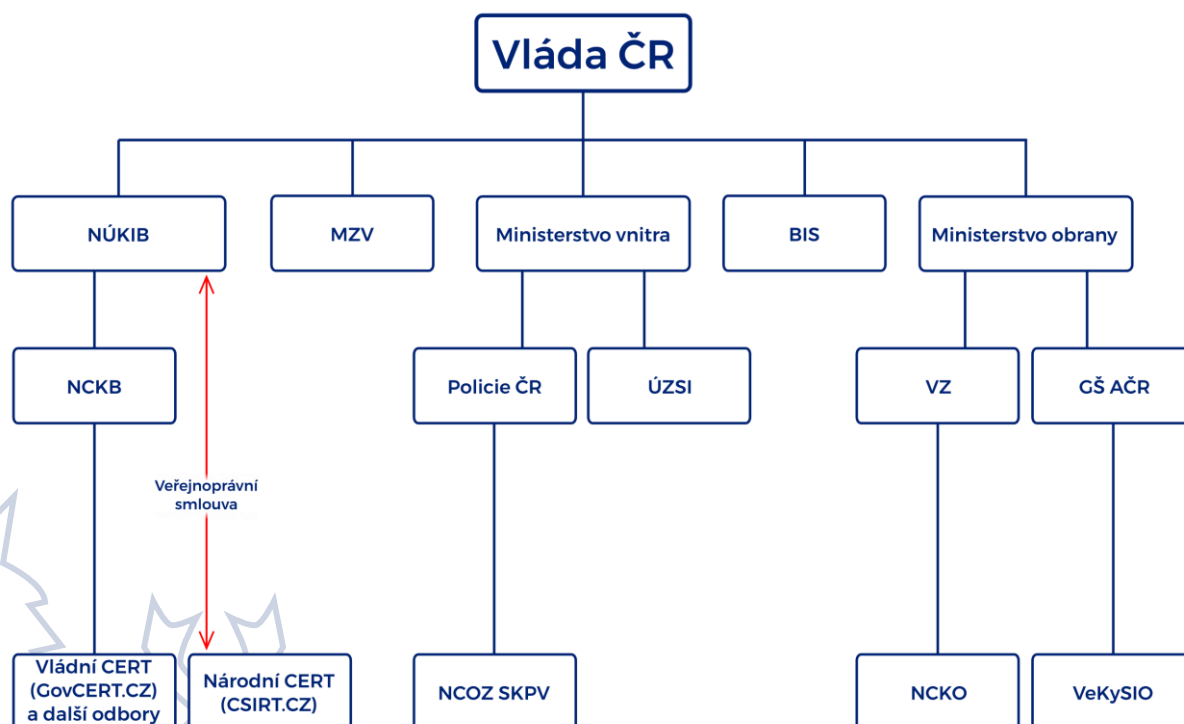 Vláda ČR
NÚKIB
MZV
Ministerstvo vnitra
BIS
Ministerstvo obrany
NCKB
Policie ČR
ÚZSI
VZ
GŠ AČR
Veřejnoprávní
smlouva
Vládní CERT
(GovCERT.CZ)
a další odbory
Národní CERT
(CSIRT.CZ)
NCOZ SKPV
NCKO
VeKySIO